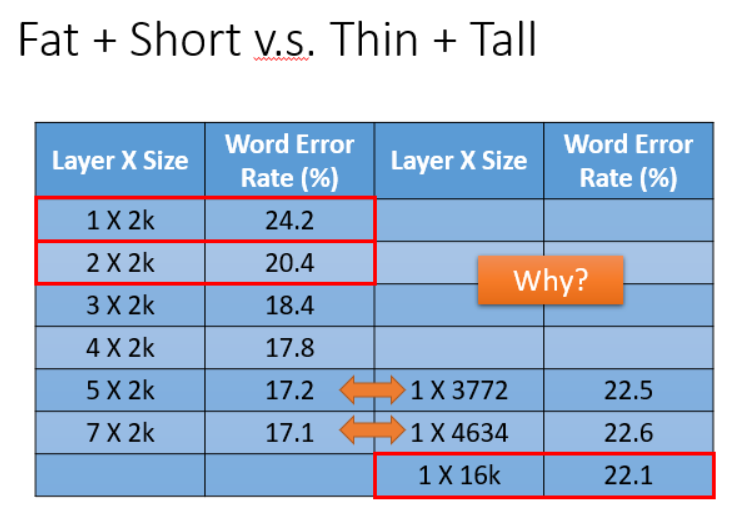 Fat + Short v.s. Thin + Tall
Layer X Size Word Error Rate (%) Layer X Size Word Error Rate (%)
1 X 2k 24.2
2 X 2k 20.4
Why?
3 X 2k 18.4
4 X 2k 17.8
5 X 2k 17.2 1 X 3772 22.5
7 X 2k 17.1 1 X 4634 22.6
1 X 16k 22.1